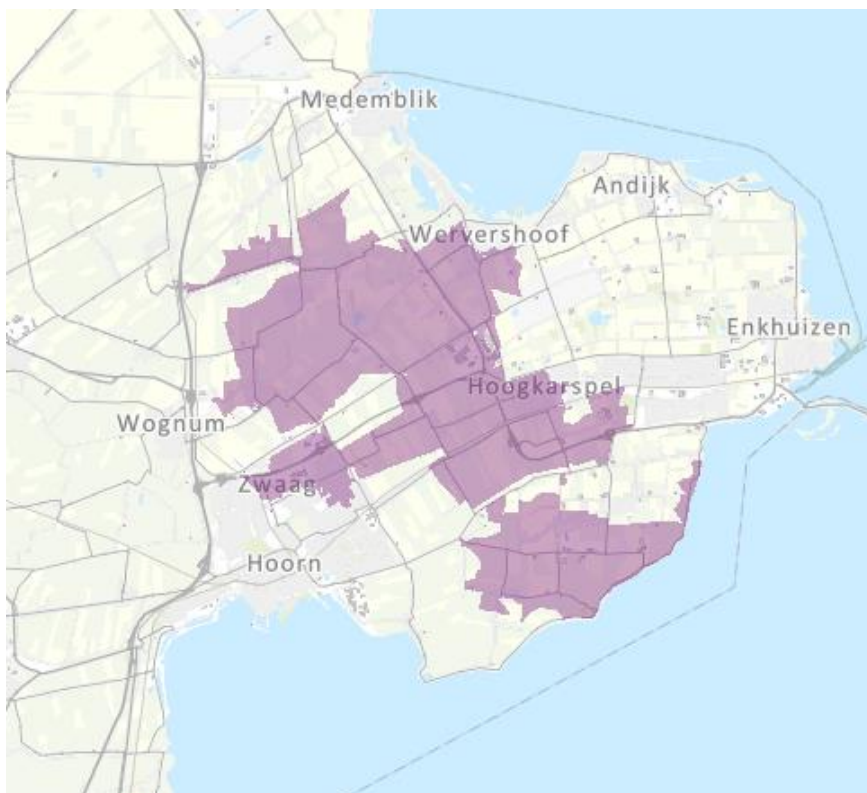 Medemblik
Andijk
Wervershoof
Enkhuizen
Hoogkarspel
Wognum
Zwaag
Hoorn